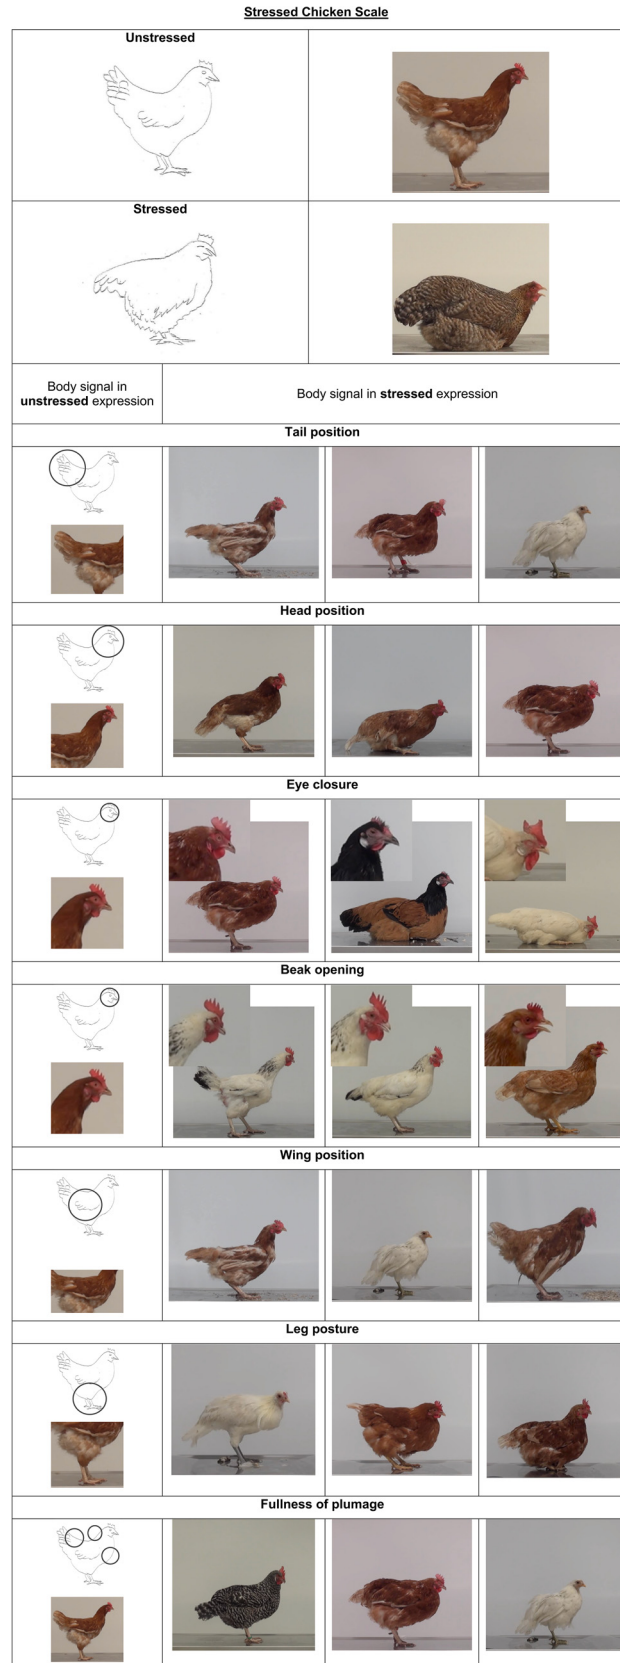 Stressed Chicken Scale
Unstressed
Stressed
Body signal in
unstressed expression
Body signal in stressed expression
Tail position
Head position
Eye closure
Beak opening
Wing position
Leg posture
Fullness of plumage